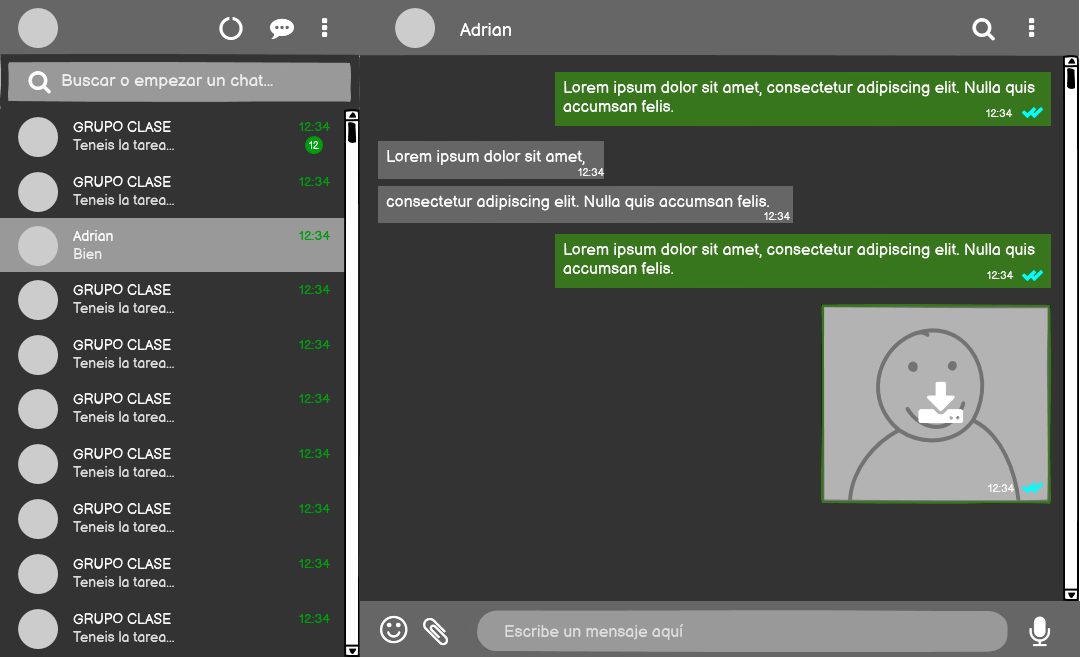 Adrian
Buscar o empezar un chat...
GRUPO CLASE 12:34
Teneis la tarea... 12
GRUPO CLASE 12:34
Teneis la tarea...
Adrian 12:34
Bien
GRUPO CLASE 12:34
Teneis la tarea...
GRUPO CLASE 12:34
Teneis la tarea...
GRUPO CLASE 12:34
Teneis la tarea...
GRUPO CLASE 12:34
Teneis la tarea...
GRUPO CLASE 12:34
Teneis la tarea...
GRUPO CLASE 12:34
Teneis la tarea...
GRUPO CLASE 12:34
Teneis la tarea...
Lorem ipsum dolor sit amet, consectetur adipiscing elit. Nulla quis
accumsan felis.
12:34
Lorem ipsum dolor sit amet,
12:34
consectetur adipiscing elit. Nulla quis accumsan felis.
12:34
Lorem ipsum dolor sit amet, consectetur adipiscing elit. Nulla quis
accumsan felis.
12:34
12:34
Escribe un mensaje aquí